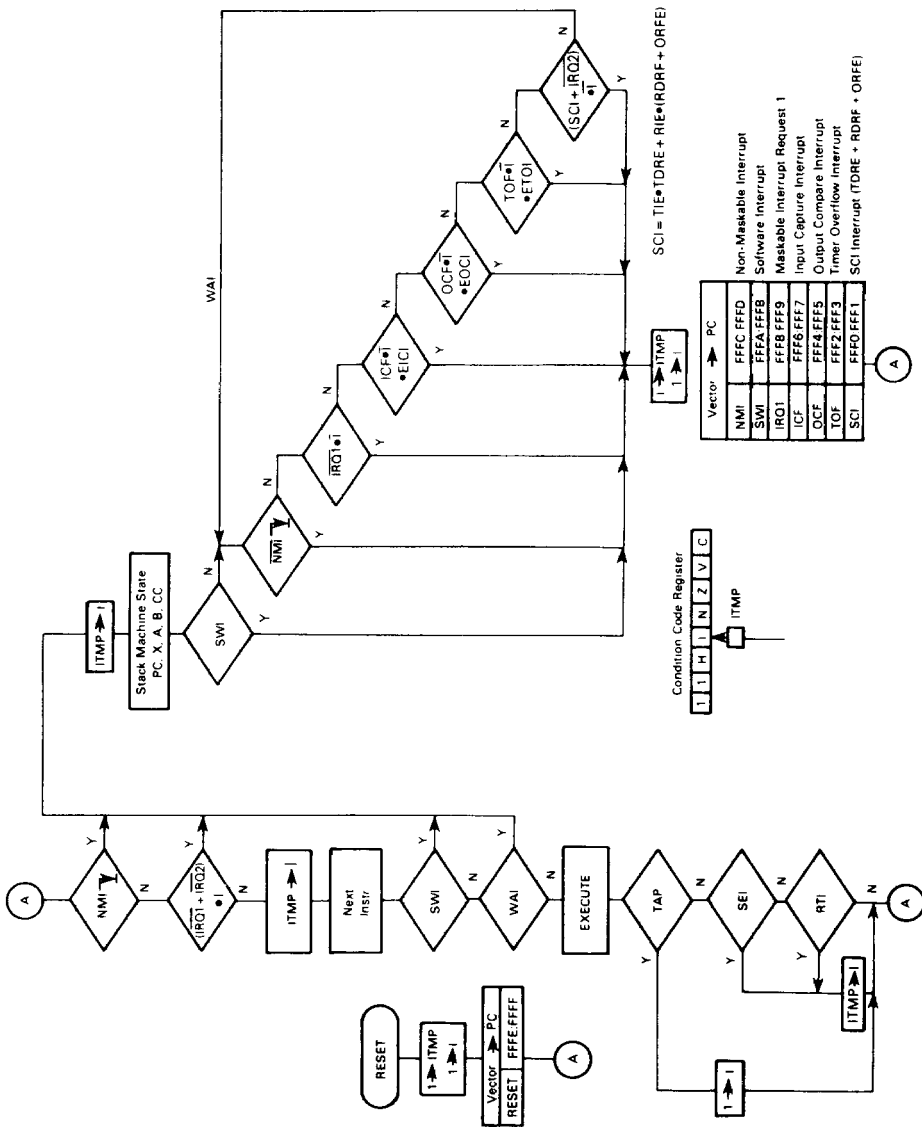 RESET
1→ITMP
1→I
Vector → PC
RESET FFFE:FFFF
A
A
NMI
Y
N
(IRQ1 + IRQ2)
•I
Y
N
ITMP→I
Next
Instr
SWI
Y
N
WAI
Y
N
EXECUTE
TAP
Y
N
SEI
Y
N
RTI
Y
N
1→I
ITMP→I
A
ITMP→I
Stack Machine State
PC, X, A, B, CC
SWI
N
Y
WAI
NMI
N
Y
IRQ1•I
N
Y
ICF•I
•EICI
N
Y
OCF•I
•EOCI
N
Y
TOF•I
•ETOI
N
Y
(SCI + IRQ2)
•I
N
Y
SCI = TIE•TDRE + RIE•(RDRF + ORFE)
I→ITMP
1→I
Vector → PC
NMI FFFC:FFFD Non-Maskable Interrupt
SWI FFFA:FFFB Software Interrupt
IRQ1 FFF8:FFF9 Maskable Interrupt Request 1
ICF FFF6:FFF7 Input Capture Interrupt
OCF FFF4:FFF5 Output Compare Interrupt
TOF FFF2:FFF3 Timer Overflow Interrupt
SCI FFF0:FFF1 SCI Interrupt (TDRE + RDRF + ORFE)
A
Condition Code Register
1 1 H I N Z V C
ITMP